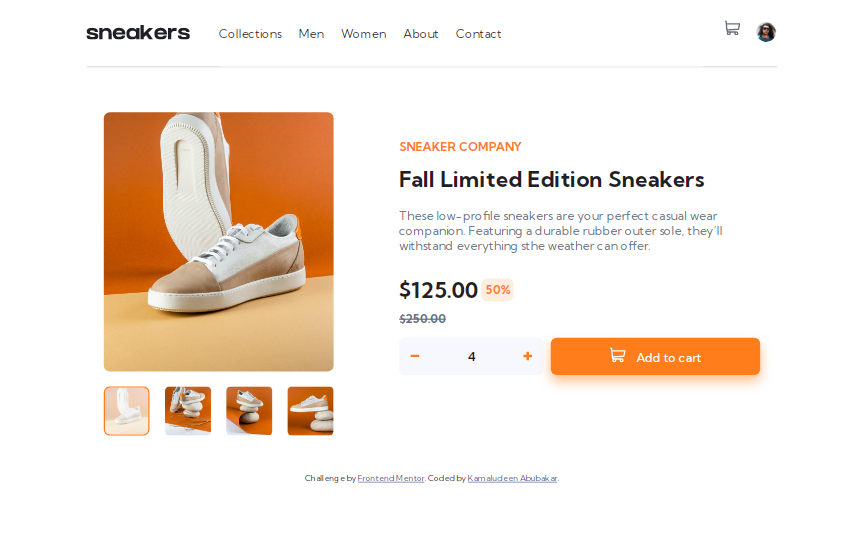 sneakers
Collections Men Women About Contact
SNEAKER COMPANY
Fall Limited Edition Sneakers
These low-profile sneakers are your perfect casual wear
companion. Featuring a durable rubber outer sole, they'll
withstand everything sthe weather can offer.
$125.00 50%
$250.00
− 4 +
Add to cart
Challenge by Frontend Mentor. Coded by Kamaludeen Abubakar.